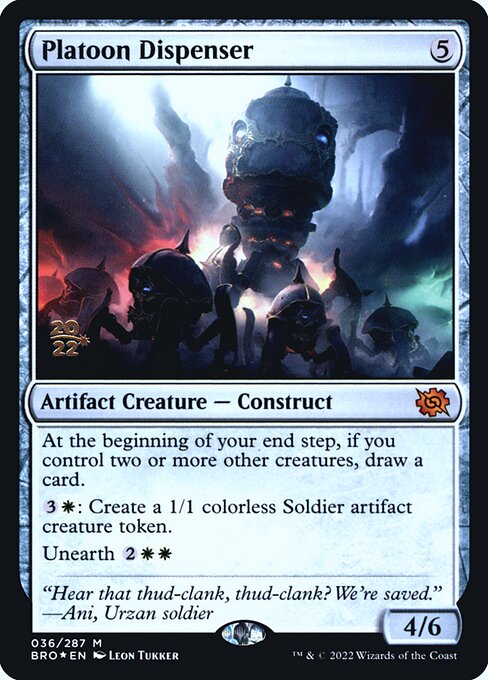 Platoon Dispenser 5
20
22
Artifact Creature — Construct
At the beginning of your end step, if you
control two or more other creatures, draw a
card.
3: Create a 1/1 colorless Soldier artifact
creature token.
Unearth 2
“Hear that thud-clank, thud-clank? We’re saved.”
—Ani, Urzan soldier
4/6
036/287 M
BRO EN Leon Tukker
™ & © 2022 Wizards of the Coast